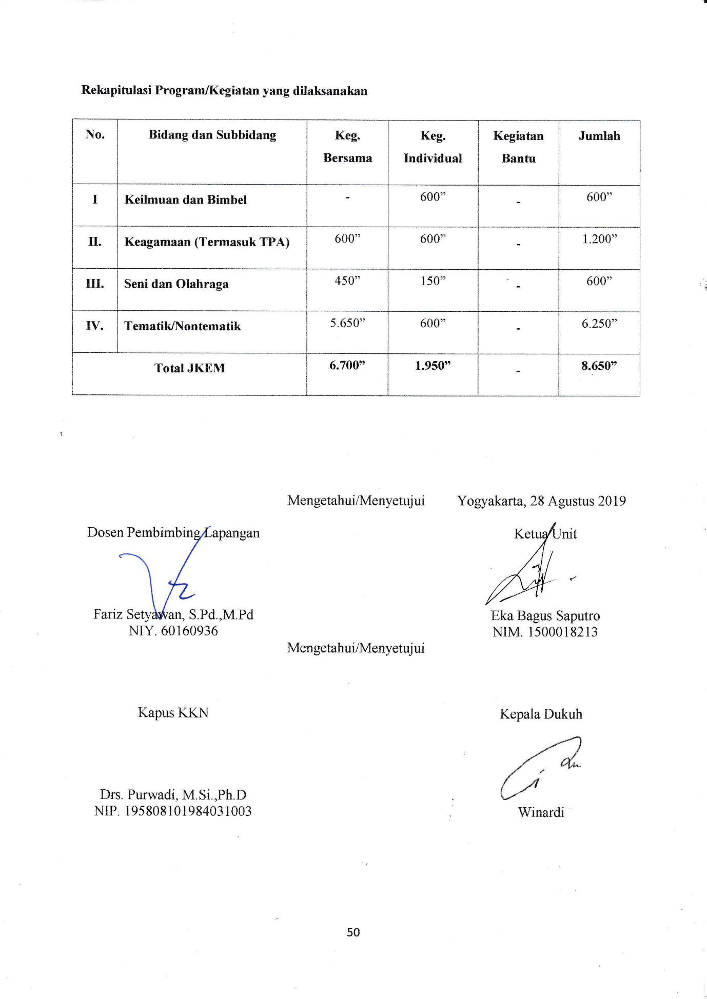 Rekapitulasi Program/Kegiatan yang dilaksanakan
No. Bidang dan Subbidang Keg. Bersama Keg. Individual Kegiatan Bantu Jumlah
I Keilmuan dan Bimbel - 600” - 600”
II. Keagamaan (Termasuk TPA) 600” 600” - 1.200”
III. Seni dan Olahraga 450” 150” - 600”
IV. Tematik/Nontematik 5.650” 600” - 6.250”
Total JKEM 6.700” 1.950” - 8.650”
Mengetahui/Menyetujui Yogyakarta, 28 Agustus 2019
Dosen Pembimbing Lapangan Ketua Unit
Fariz Setyawan, S.Pd.,M.Pd Eka Bagus Saputro
NIY. 60160936 NIM. 1500018213
Mengetahui/Menyetujui
Kapus KKN Kepala Dukuh
Drs. Purwadi, M.Si.,Ph.D
NIP. 195808101984031003 Winardi
50